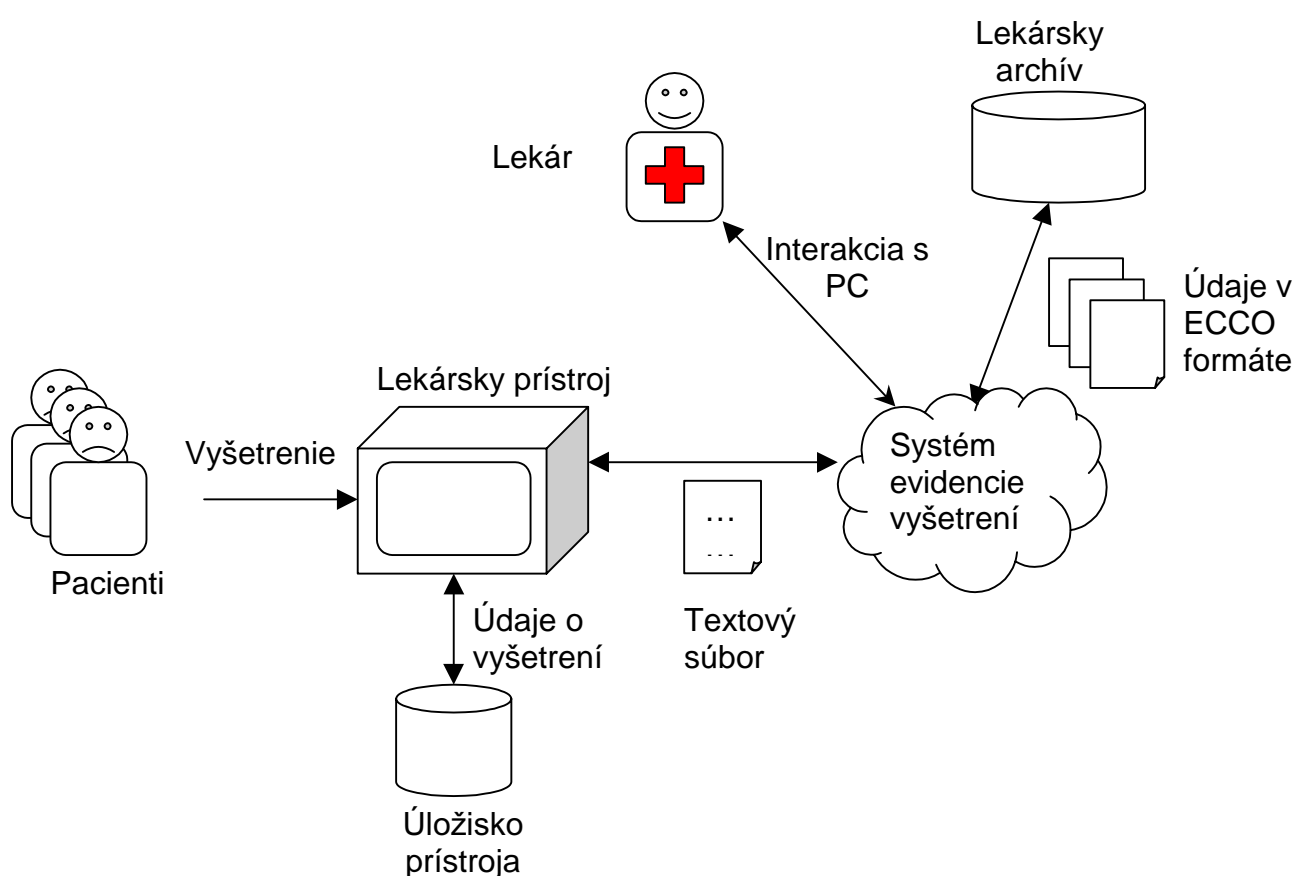 Lekársky
archív
Lekár
Interakcia s
PC
Údaje v
ECCO
formáte
Lekársky prístroj
Vyšetrenie
Systém
evidencie
vyšetrení
...
...
Pacienti
Údaje o
vyšetrení
Textový
súbor
Úložisko
prístroja